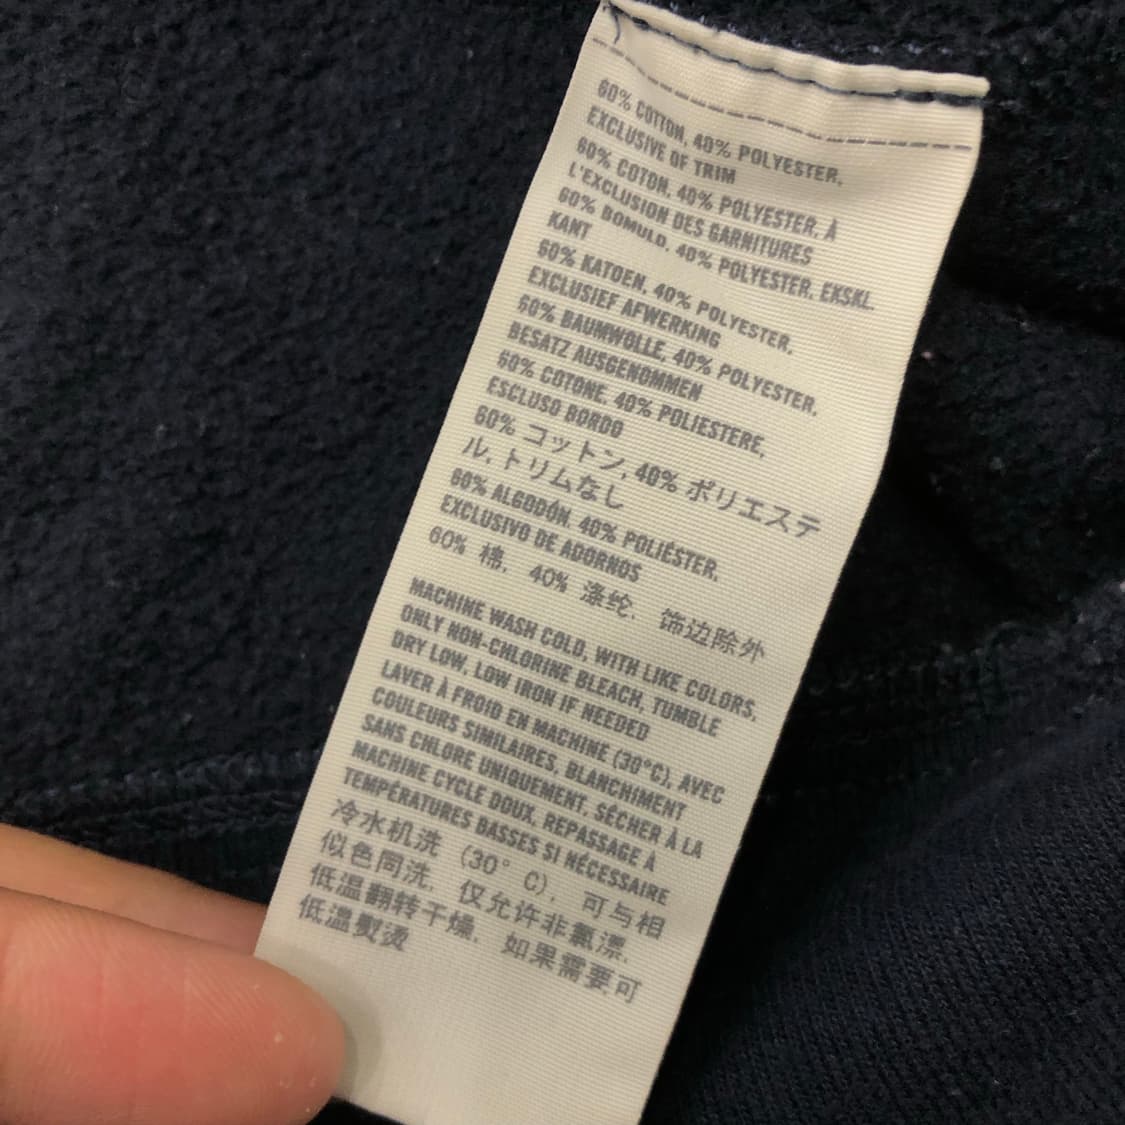 60% COTTON, 40% POLYESTER,
EXCLUSIVE OF TRIM
60% COTON, 40% POLYESTER, À
L'EXCLUSION DES GARNITURES
60% BOMULD, 40% POLYESTER, EKSKL.
KANT
60% KATOEN, 40% POLYESTER,
EXCLUSIEF AFWERKING
60% BAUMWOLLE, 40% POLYESTER,
BESATZ AUSGENOMMEN
60% COTONE, 40% POLIESTERE,
ESCLUSO BORDO
60% コットン, 40% ポリエステ
ル, トリムなし
60% ALGODÓN, 40% POLIÉSTER,
EXCLUSIVO DE ADORNOS
60% 棉, 40% 涤纶, 饰边除外
MACHINE WASH COLD, WITH LIKE COLORS,
ONLY NON-CHLORINE BLEACH, TUMBLE
DRY LOW, LOW IRON IF NEEDED
LAVER À FROID EN MACHINE (30°C), AVEC
COULEURS SIMILAIRES, BLANCHIMENT
SANS CHLORE UNIQUEMENT, SÉCHER À LA
MACHINE CYCLE DOUX, REPASSAGE À
TEMPÉRATURES BASSES SI NÉCESSAIRE
冷水机洗 (30° C), 可与相
似色同洗, 仅允许非氯漂,
低温翻转干燥, 如果需要可
低温熨烫